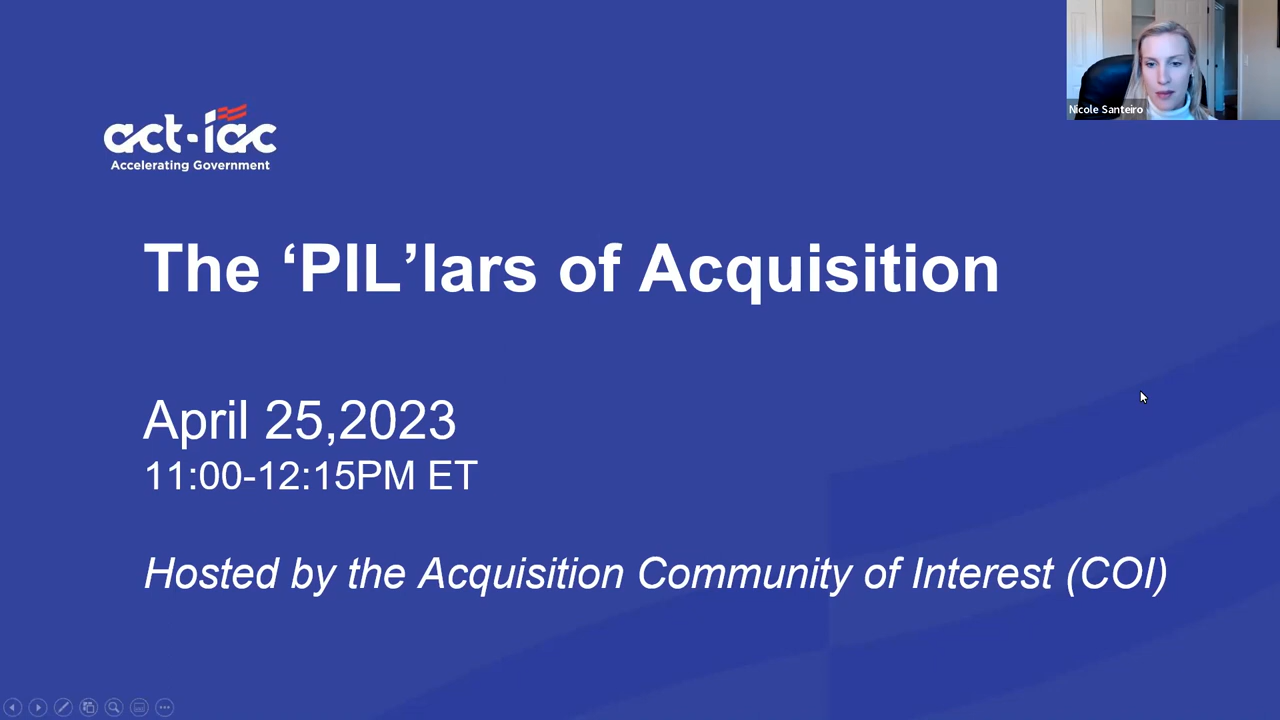 Nicole Santeiro
act-iac
Accelerating Government
The ‘PIL’lars of Acquisition
April 25,2023
11:00-12:15PM ET
Hosted by the Acquisition Community of Interest (COI)